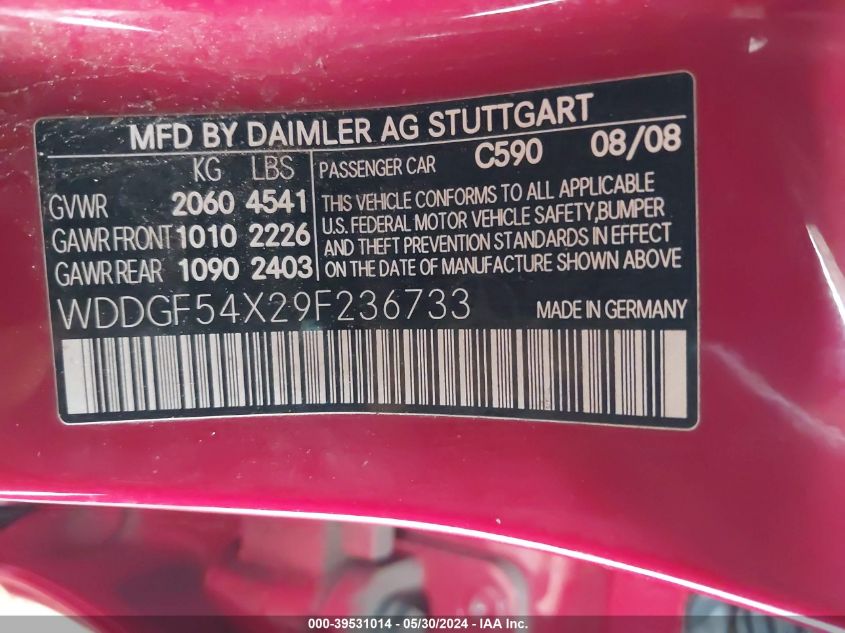 MFD BY DAIMLER AG STUTTGART
KG LBS PASSENGER CAR C590 08/08
GVWR 2060 4541
GAWR FRONT 1010 2226
GAWR REAR 1090 2403
THIS VEHICLE CONFORMS TO ALL APPLICABLE
U.S. FEDERAL MOTOR VEHICLE SAFETY,BUMPER
AND THEFT PREVENTION STANDARDS IN EFFECT
ON THE DATE OF MANUFACTURE SHOWN ABOVE
WDDGF54X29F236733 MADE IN GERMANY
000-39531014 - 05/30/2024 - IAA Inc.